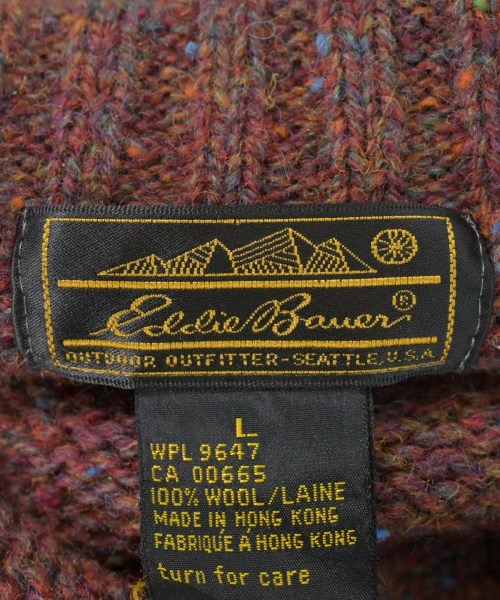 Eddie Bauer®
OUTDOOR OUTFITTER-SEATTLE, U.S.A.
L
WPL 9647
CA 00665
100% WOOL/LAINE
MADE IN HONG KONG
FABRIQUÉ À HONG KONG
turn for care